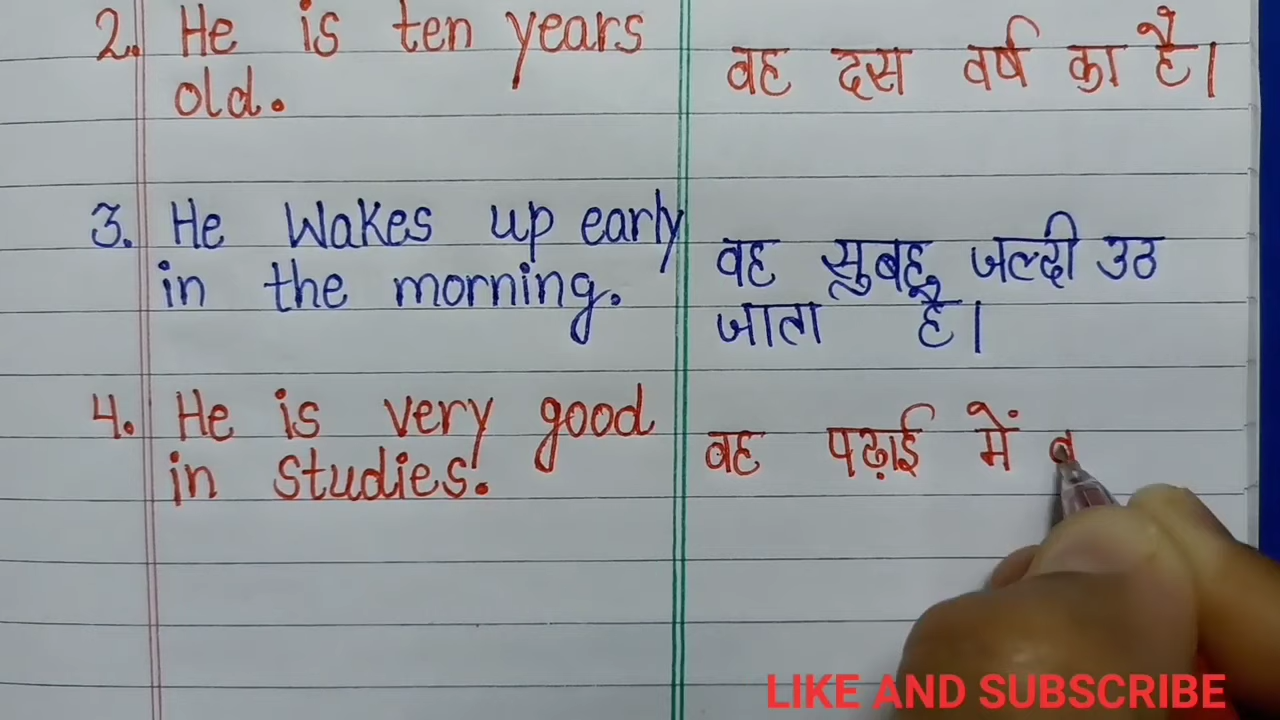 2. He is ten years
old.
वह दस वर्ष का है।
3. He Wakes up early
in the morning.
वह सुबह जल्दी उठ
जाता है।
4. He is very good
in studies.
वह पढ़ाई में ब
LIKE AND SUBSCRIBE